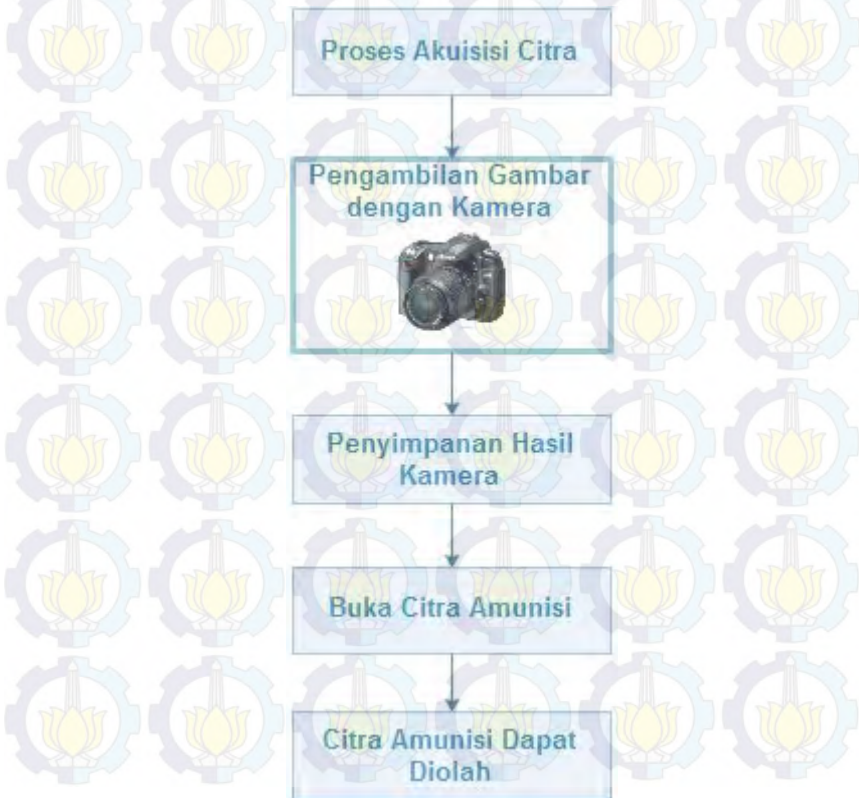 Proses Akuisisi Citra
Pengambilan Gambar
dengan Kamera
Penyimpanan Hasil
Kamera
Buka Citra Amunisi
Citra Amunisi Dapat
Diolah